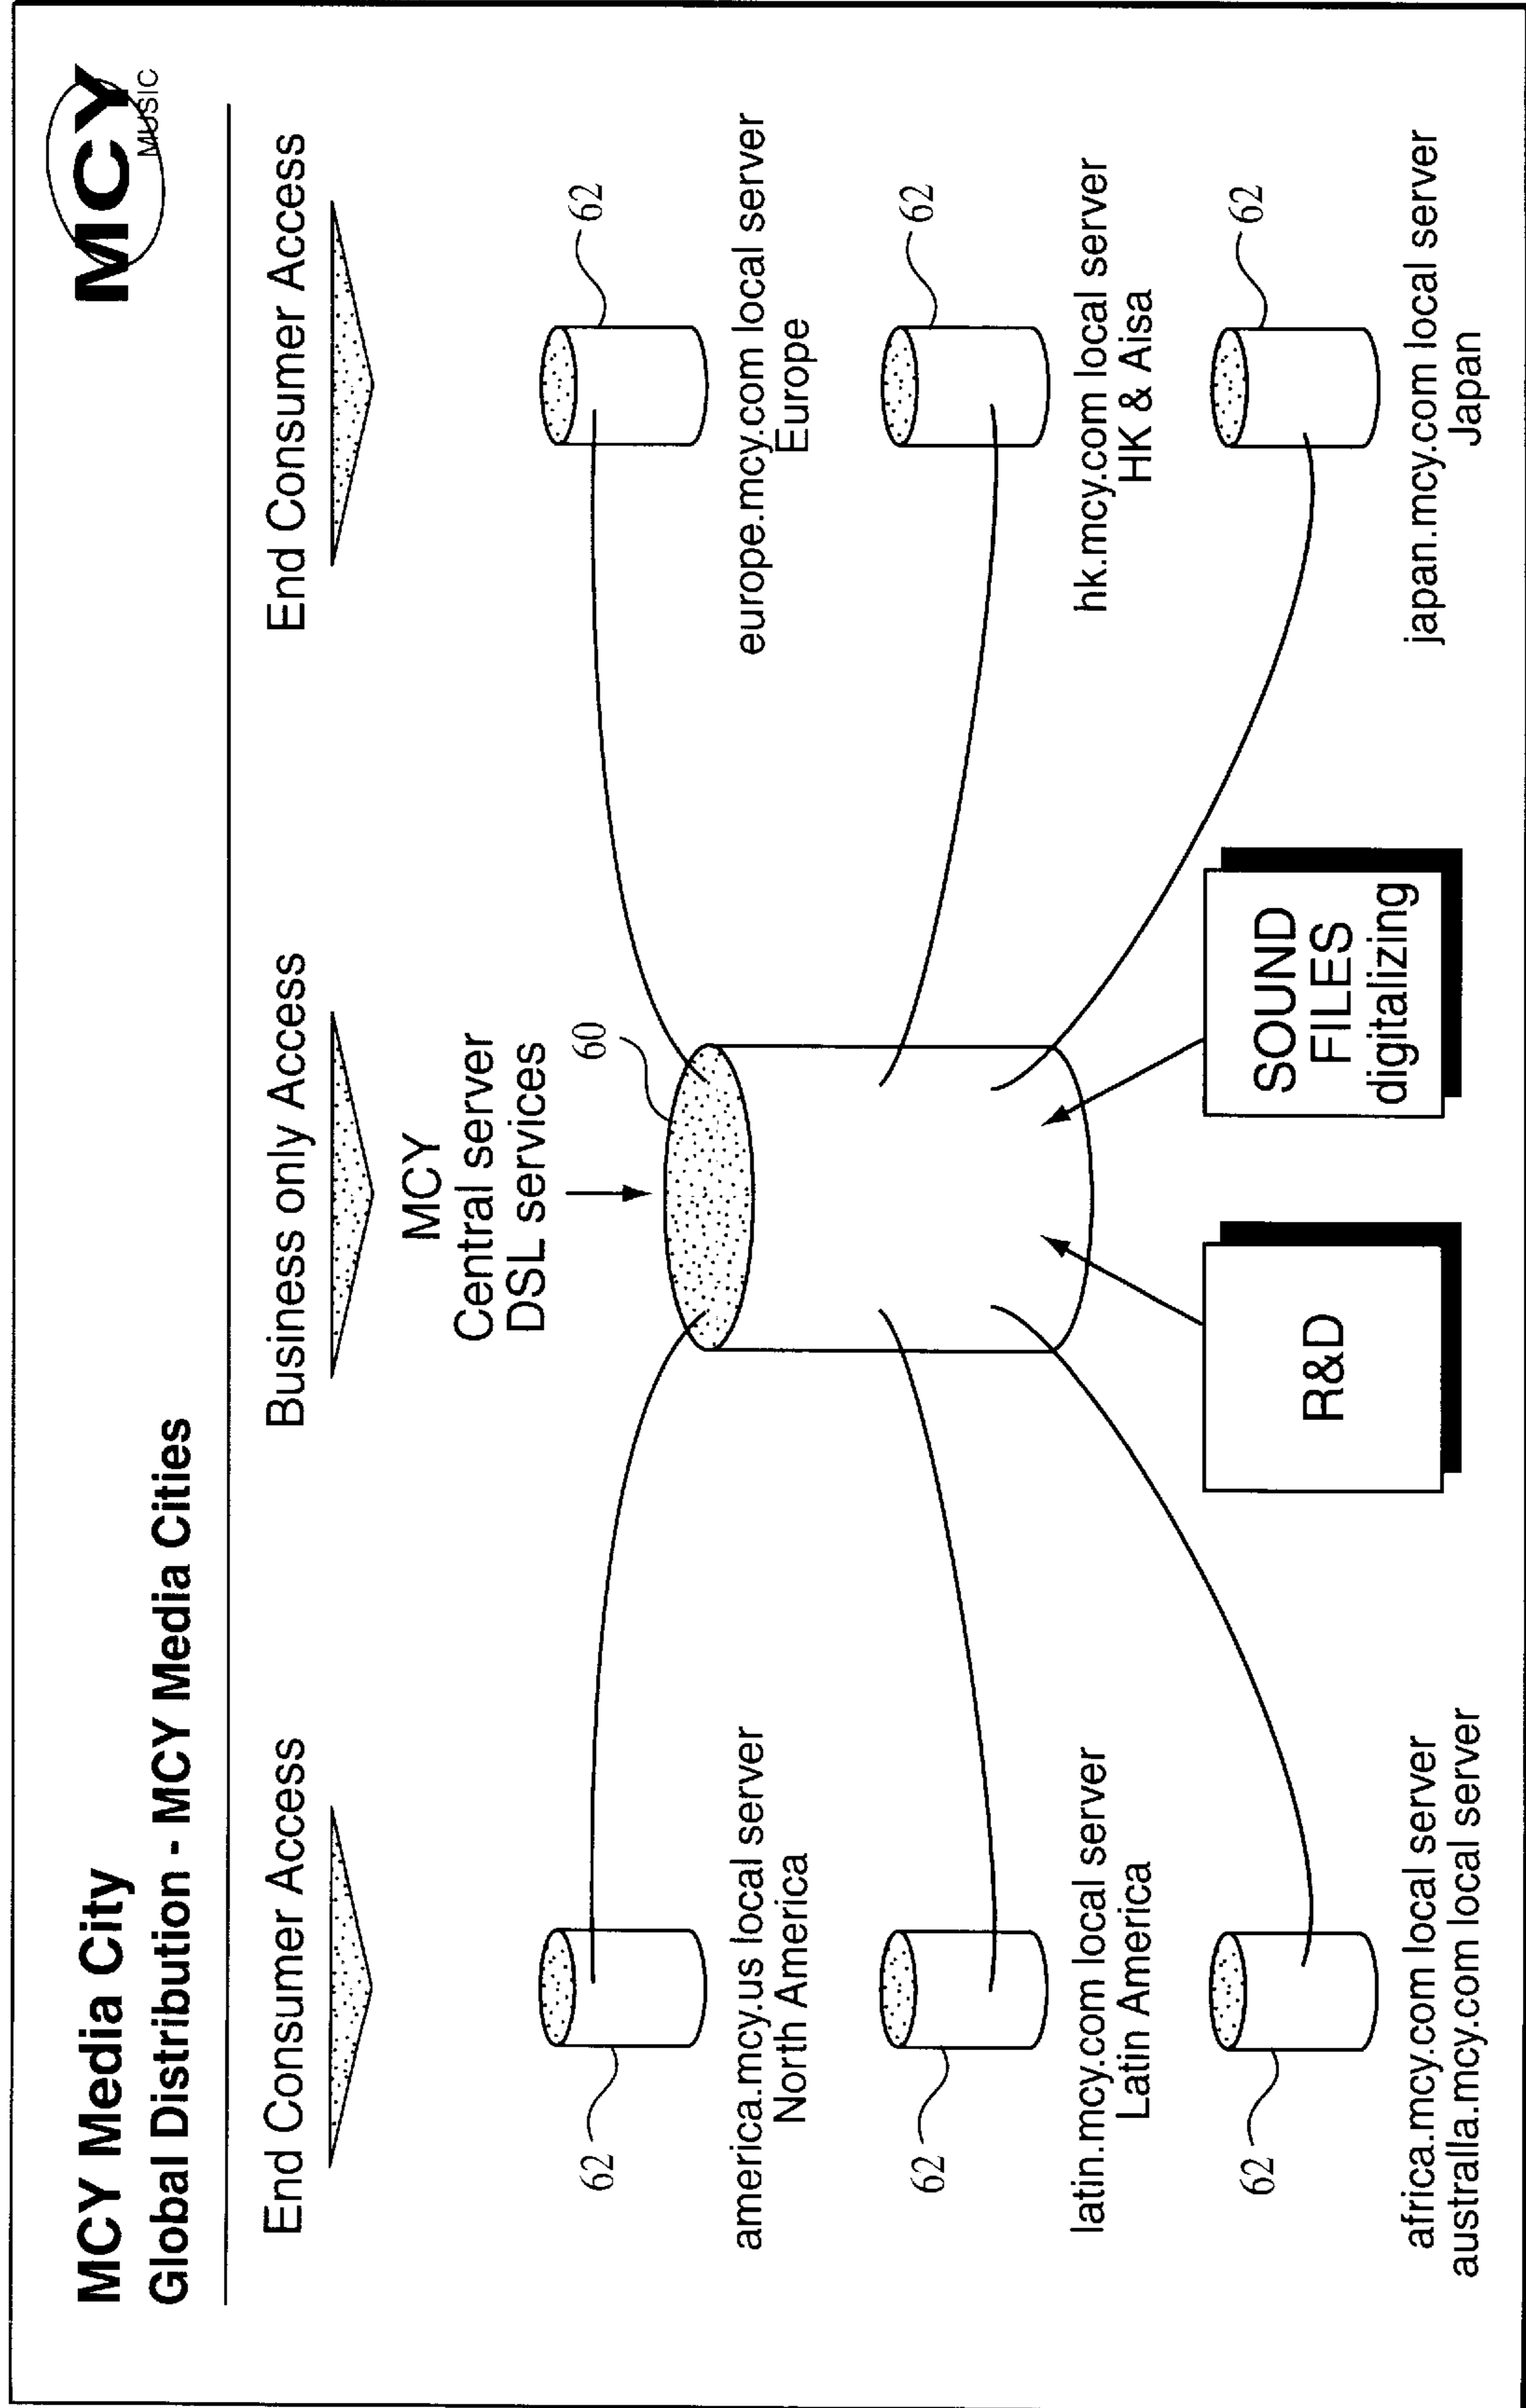 MCY Media City
Global Distribution - MCY Media Cities
MCY
MUSIC
End Consumer Access
Business only Access
End Consumer Access
MCY
Central server
DSL services
60
62
america.mcy.us local server
North America
62
europe.mcy.com local server
Europe
62
latin.mcy.com local server
Latin America
62
hk.mcy.com local server
HK & Aisa
62
africa.mcy.com local server
australla.mcy.com local server
R&D
SOUND
FILES
digitalizing
62
japan.mcy.com local server
Japan